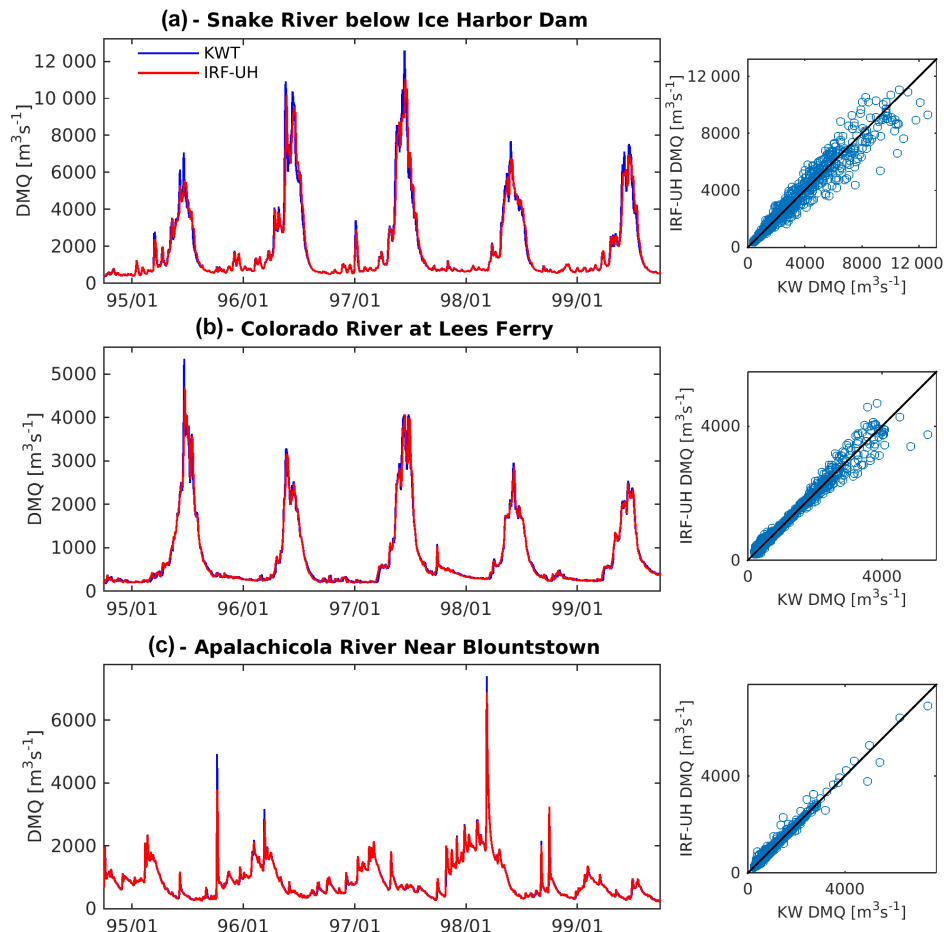 (a) - Snake River below Ice Harbor Dam
KWT
IRF-UH
DMQ [m³s⁻¹]
12 000
10 000
8000
6000
4000
2000
0
95/01 96/01 97/01 98/01 99/01
IRF-UH DMQ [m³s⁻¹]
12 000
8000
4000
0
0 4000 8000 12 000
KW DMQ [m³s⁻¹]
(b) - Colorado River at Lees Ferry
DMQ [m³s⁻¹]
5000
4000
3000
2000
1000
0
95/01 96/01 97/01 98/01 99/01
IRF-UH DMQ [m³s⁻¹]
4000
0
0 4000
KW DMQ [m³s⁻¹]
(c) - Apalachicola River Near Blountstown
DMQ [m³s⁻¹]
6000
4000
2000
0
95/01 96/01 97/01 98/01 99/01
IRF-UH DMQ [m³s⁻¹]
4000
0
0 4000
KW DMQ [m³s⁻¹]